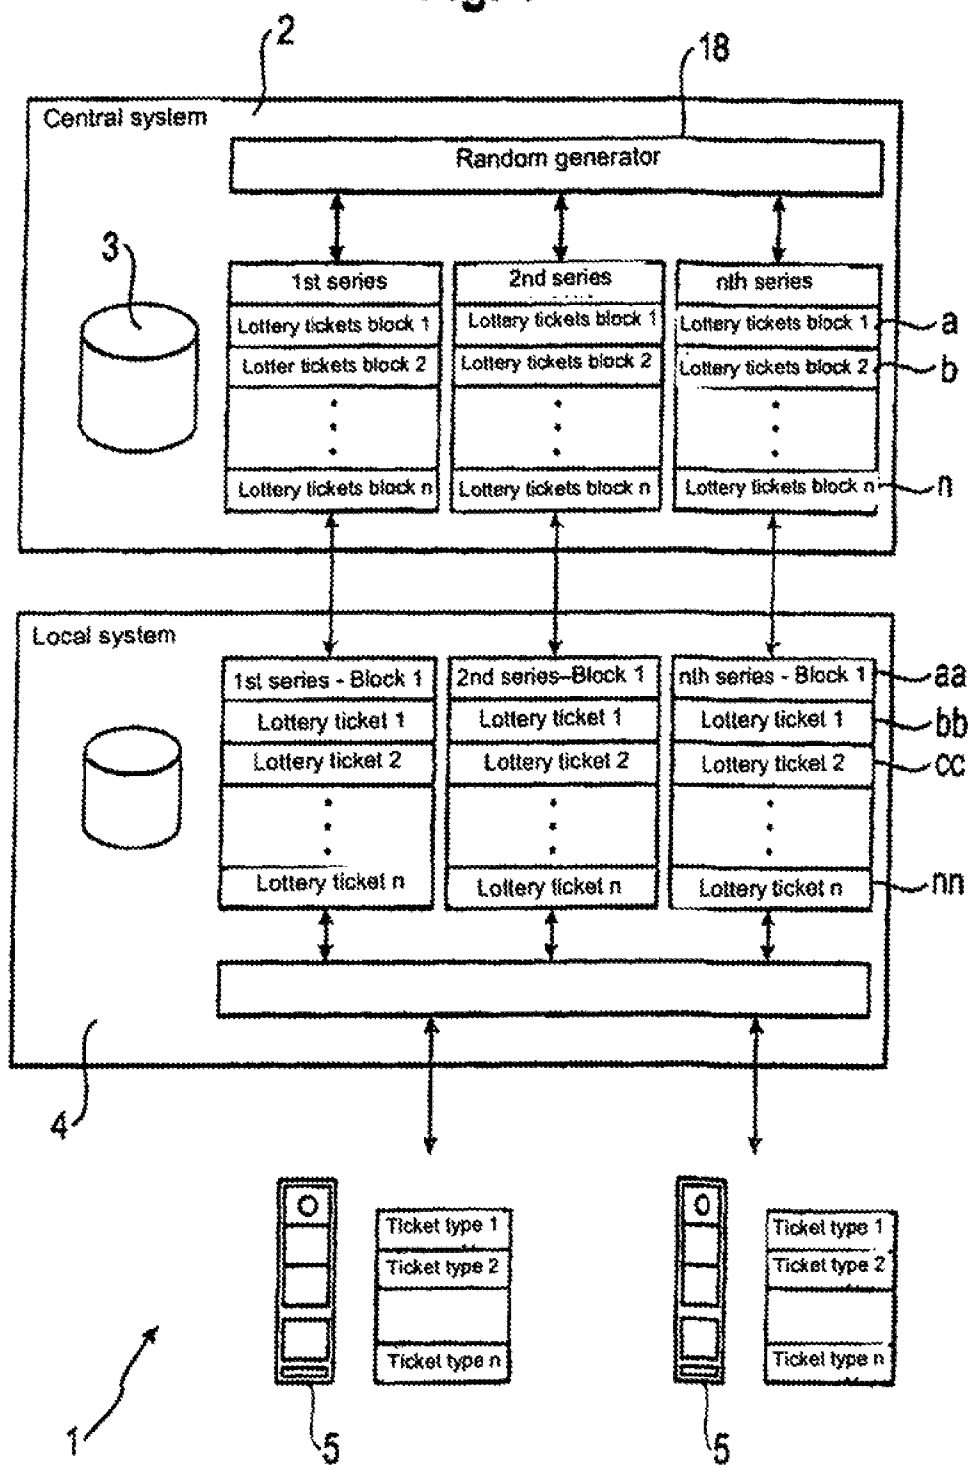 2
18
Central system
Random generator
3
1st series
2nd series
nth series
Lottery tickets block 1
Lottery tickets block 1
Lottery tickets block 1
a
Lotter tickets block 2
Lottery tickets block 2
Lottery tickets block 2
b
Lottery tickets block n
Lottery tickets block n
Lottery tickets block n
n
Local system
1st series - Block 1
2nd series-Block 1
nth series - Block 1
aa
Lottery ticket 1
Lottery ticket 1
Lottery ticket 1
bb
Lottery ticket 2
Lottery ticket 2
Lottery ticket 2
cc
Lottery ticket n
Lottery ticket n
Lottery ticket n
nn
4
Ticket type 1
Ticket type 1
Ticket type 2
Ticket type 2
Ticket type n
Ticket type n
1
5
5